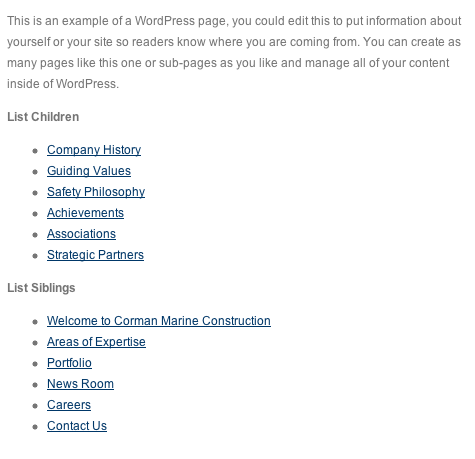 This is an example of a WordPress page, you could edit this to put information about
yourself or your site so readers know where you are coming from. You can create as
many pages like this one or sub-pages as you like and manage all of your content
inside of WordPress.
List Children
Company History
Guiding Values
Safety Philosophy
Achievements
Associations
Strategic Partners
List Siblings
Welcome to Corman Marine Construction
Areas of Expertise
Portfolio
News Room
Careers
Contact Us